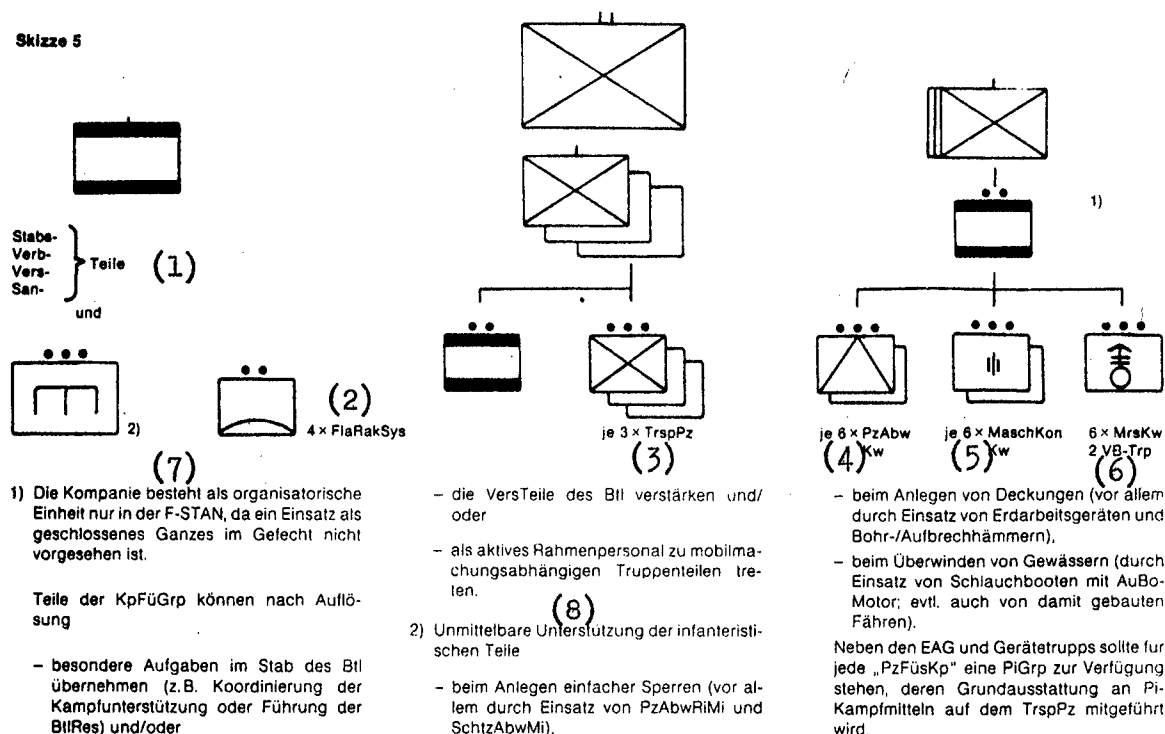 Skizze 5
Stabs-
Verb-
Vers-
San-
Teile
(1)
und
2)
(7)
(2)
4 × FlaRakSys
je 3 × TrspPz
(3)
1)
je 6 × PzAbw
Kw
(4)
je 6 × MaschKon
Kw
(5)
6 × MrsKw
2 VB-Trp
(6)
1) Die Kompanie besteht als organisatorische
Einheit nur in der F-STAN, da ein Einsatz als
geschlossenes Ganzes im Gefecht nicht
vorgesehen ist.
Teile der KpFüGrp können nach Auflö-
sung
– besondere Aufgaben im Stab des Btl
übernehmen (z.B. Koordinierung der
Kampfunterstützung oder Führung der
BtlRes) und/oder
– die VersTeile des Btl verstärken und/
oder
– als aktives Rahmenpersonal zu mobilma-
chungsabhängigen Truppenteilen tre-
ten.
(8)
2) Unmittelbare Unterstützung der infanteristi-
schen Teile
– beim Anlegen einfacher Sperren (vor al-
lem durch Einsatz von PzAbwRiMi und
SchtzAbwMi),
– beim Anlegen von Deckungen (vor allem
durch Einsatz von Erdarbeitsgeräten und
Bohr-/Aufbrechhämmern),
– beim Überwinden von Gewässern (durch
Einsatz von Schlauchbooten mit AuBo-
Motor; evtl. auch von damit gebauten
Fähren).
Neben den EAG und Gerätetrupps sollte fur
jede „PzFüsKp" eine PiGrp zur Verfügung
stehen, deren Grundausstattung an Pi-
Kampfmitteln auf dem TrspPz mitgeführt
wird.